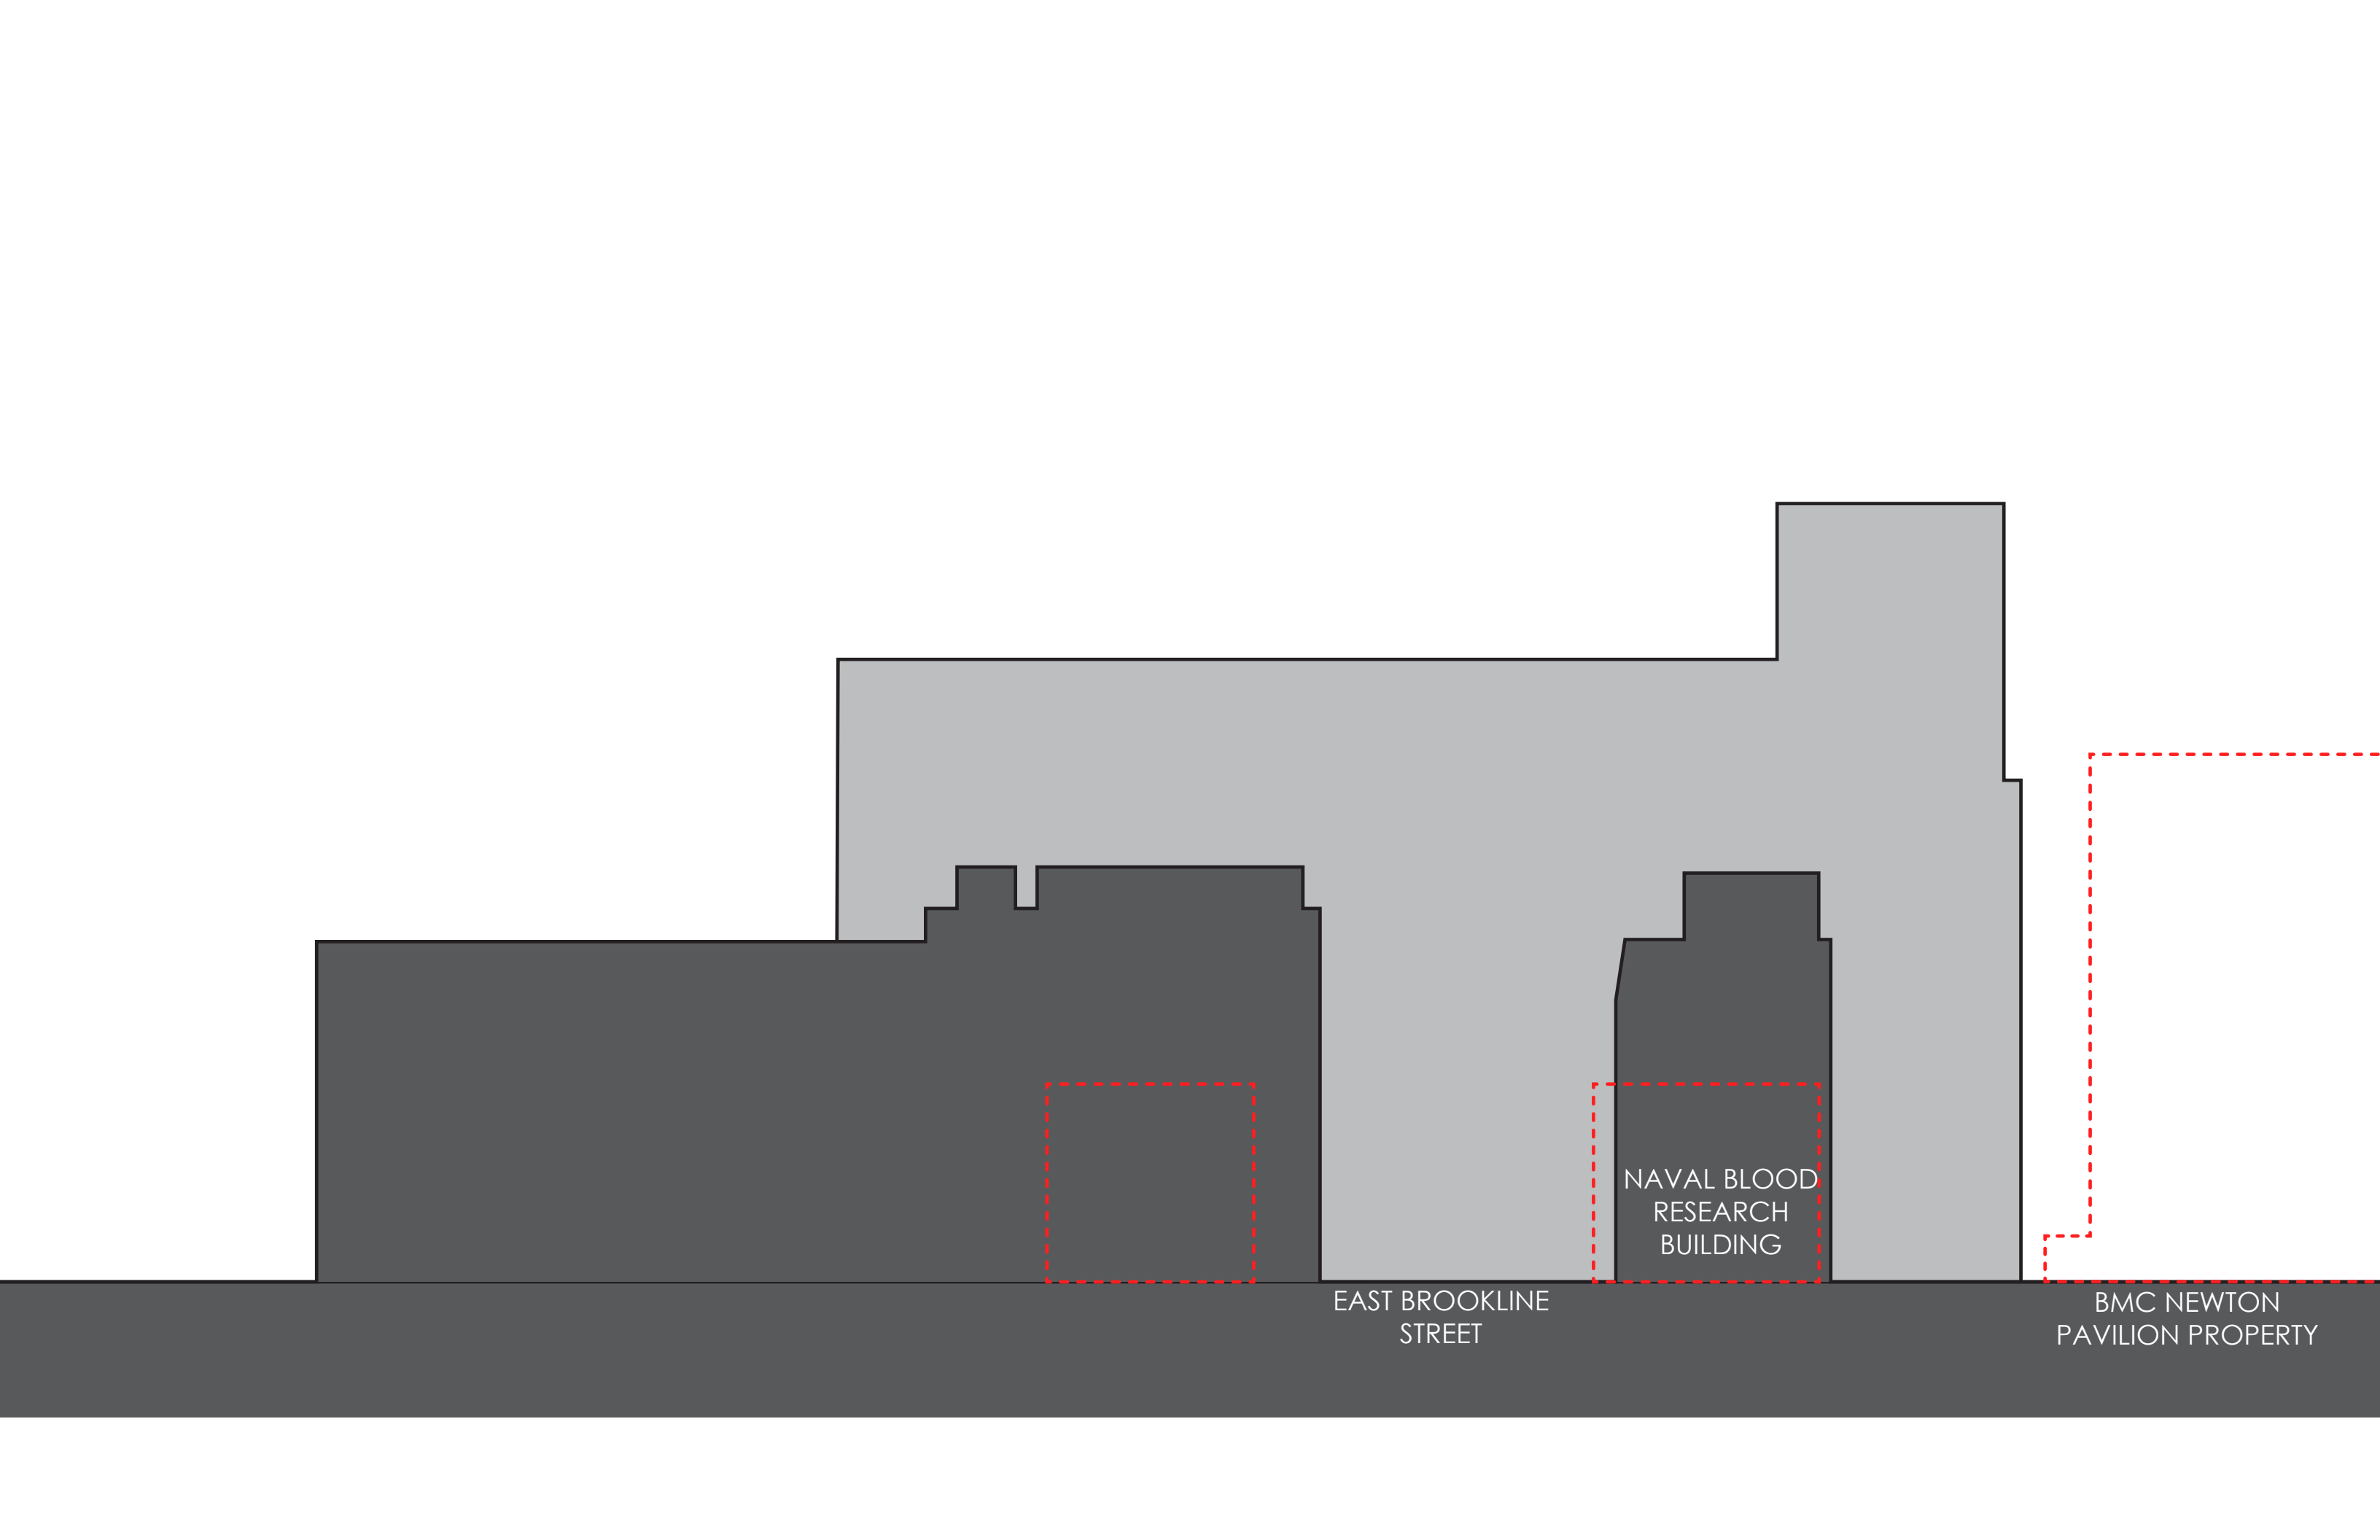 NAVAL BLOOD
RESEARCH
BUILDING
EAST BROOKLINE
STREET
BMC NEWTON
PAVILION PROPERTY